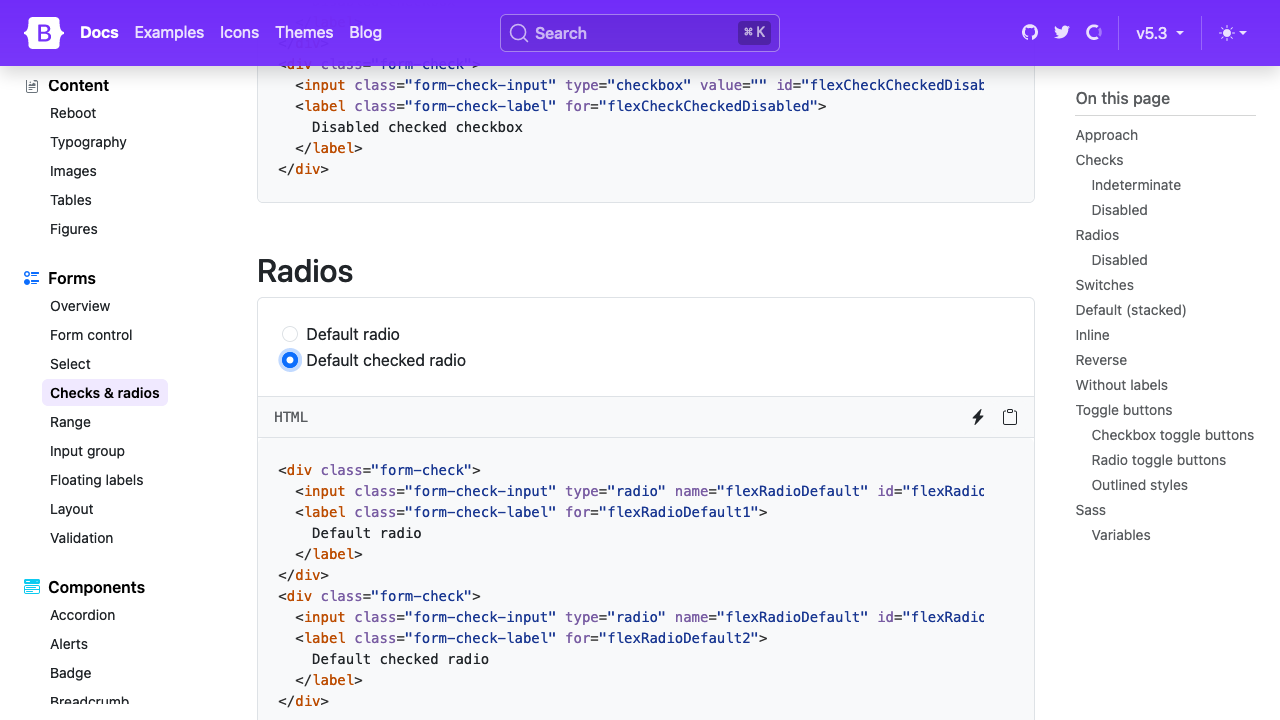 B Docs Examples Icons Themes Blog Search ⌘ K v5.3
Content
Reboot
Typography
Images
Tables
Figures
Forms
Overview
Form control
Select
Checks & radios
Range
Input group
Floating labels
Layout
Validation
Components
Accordion
Alerts
Badge
Breadcrumb
<div class="form-check">
<input class="form-check-input" type="checkbox" value="" id="flexCheckCheckedDisab
<label class="form-check-label" for="flexCheckCheckedDisabled">
Disabled checked checkbox
</label>
</div>
Radios
Default radio
Default checked radio
HTML
<div class="form-check">
<input class="form-check-input" type="radio" name="flexRadioDefault" id="flexRadio
<label class="form-check-label" for="flexRadioDefault1">
Default radio
</label>
</div>
<div class="form-check">
<input class="form-check-input" type="radio" name="flexRadioDefault" id="flexRadio
<label class="form-check-label" for="flexRadioDefault2">
Default checked radio
</label>
</div>
On this page
Approach
Checks
Indeterminate
Disabled
Radios
Disabled
Switches
Default (stacked)
Inline
Reverse
Without labels
Toggle buttons
Checkbox toggle buttons
Radio toggle buttons
Outlined styles
Sass
Variables